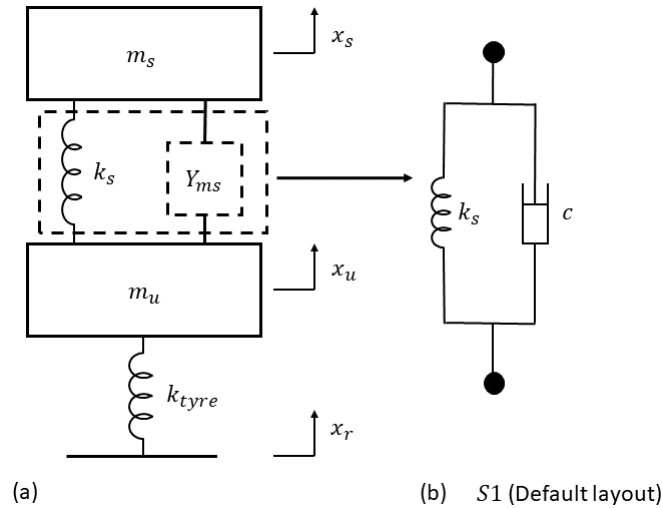 m_s
x_s
k_s
Y_ms
k_s
c
m_u
x_u
k_tyre
x_r
(a)
(b) S1 (Default layout)